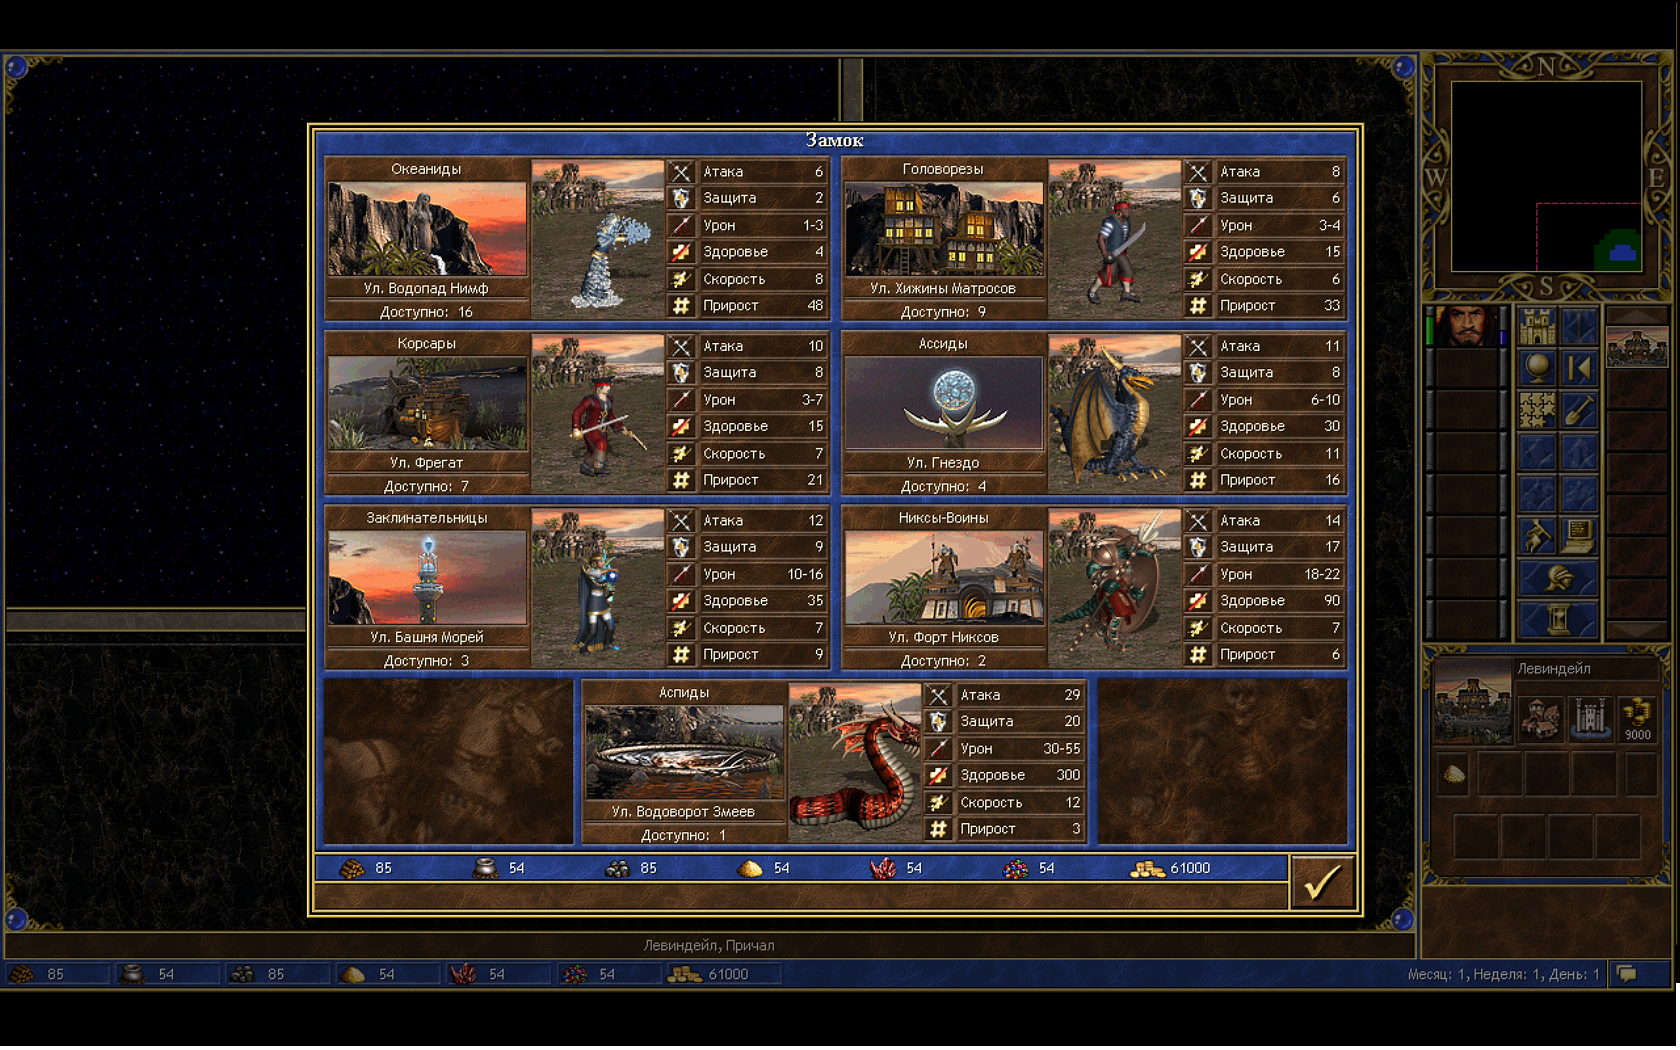 Замок
Океаниды
Ул. Водопад Нимф
Доступно: 16
Атака 6
Защита 2
Урон 1-3
Здоровье 4
Скорость 8
Прирост 48
Головорезы
Ул. Хижины Матросов
Доступно: 9
Атака 8
Защита 6
Урон 3-4
Здоровье 15
Скорость 6
Прирост 33
Корсары
Ул. Фрегат
Доступно: 7
Атака 10
Защита 8
Урон 3-7
Здоровье 15
Скорость 7
Прирост 21
Ассиды
Ул. Гнездо
Доступно: 4
Атака 11
Защита 8
Урон 6-10
Здоровье 30
Скорость 11
Прирост 16
Заклинательницы
Ул. Башня Морей
Доступно: 3
Атака 12
Защита 9
Урон 10-16
Здоровье 35
Скорость 7
Прирост 9
Никсы-Воины
Ул. Форт Никсов
Доступно: 2
Атака 14
Защита 17
Урон 18-22
Здоровье 90
Скорость 7
Прирост 6
Аспиды
Ул. Водоворот Змеев
Доступно: 1
Атака 29
Защита 20
Урон 30-55
Здоровье 300
Скорость 12
Прирост 3
85 54 85 54 54 54 61000
N
W E
S
Левиндейл
9000
Левиндейл, Причал
85 54 85 54 54 54 61000
Месяц: 1, Неделя: 1, День: 1